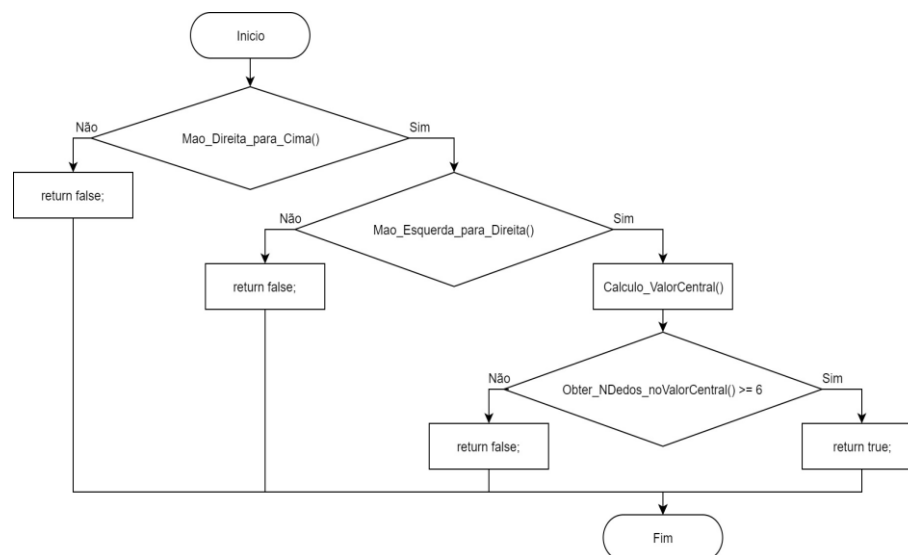 Inicio
Mao_Direita_para_Cima()
Não
Sim
return false;
Mao_Esquerda_para_Direita()
Não
Sim
return false;
Calculo_ValorCentral()
Obter_NDedos_noValorCentral() >= 6
Não
Sim
return false;
return true;
Fim